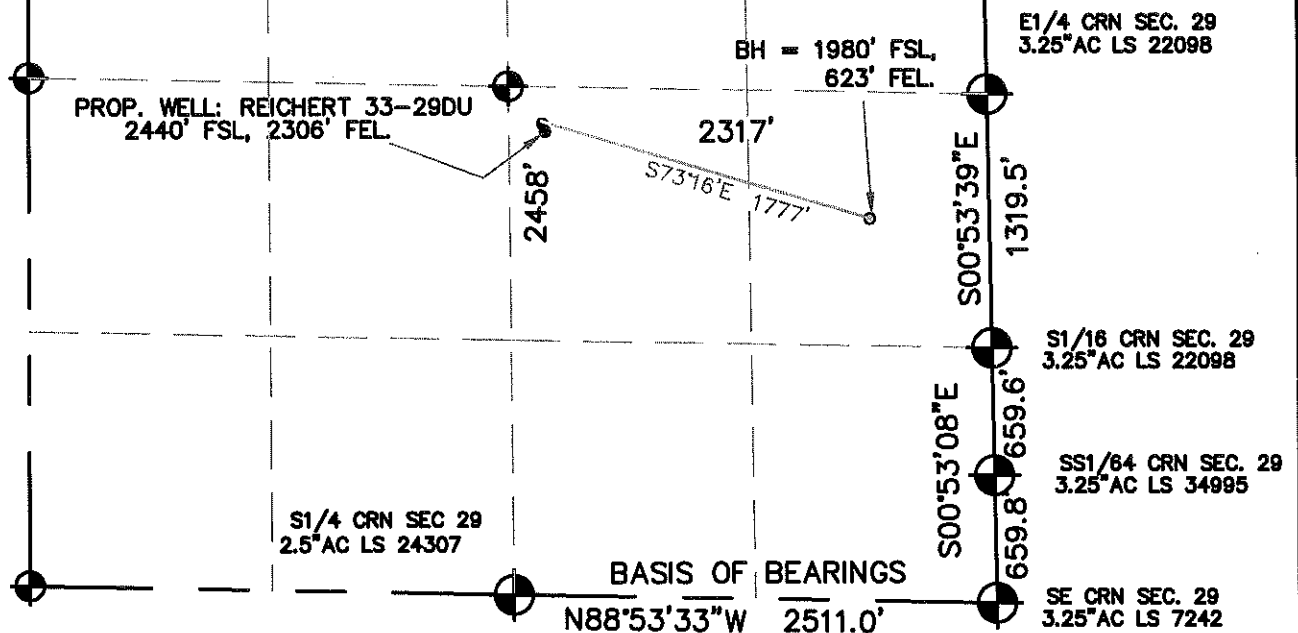 E1/4 CRN SEC. 29
3.25"AC LS 22098
BH = 1980' FSL,
623' FEL.
PROP. WELL: REICHERT 33-29DU
2440' FSL, 2306' FEL.
2317'
S73°16'E 1777'
2458'
S00°53'39"E
1319.5'
S1/16 CRN SEC. 29
3.25"AC LS 22098
S00°53'08"E
659.6'
SS1/64 CRN SEC. 29
3.25"AC LS 34995
659.8'
S1/4 CRN SEC 29
2.5"AC LS 24307
BASIS OF BEARINGS
N88°53'33"W 2511.0'
SE CRN SEC. 29
3.25"AC LS 7242